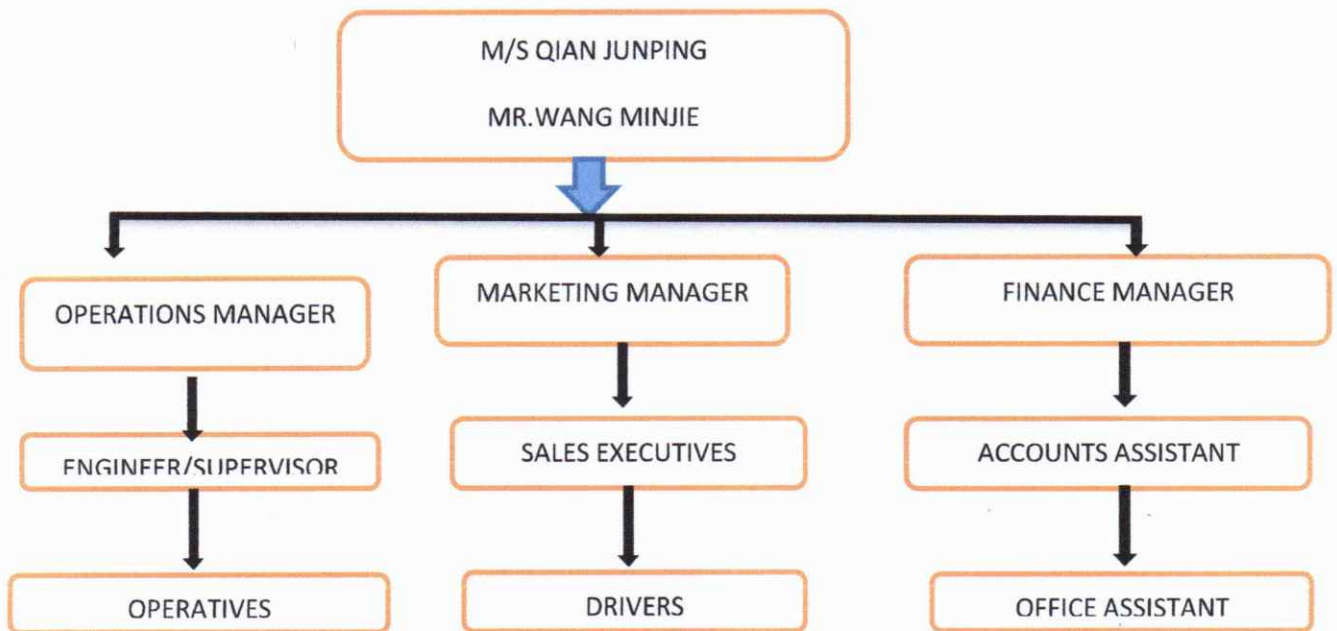 M/S QIAN JUNPING
MR.WANG MINJIE
OPERATIONS MANAGER
MARKETING MANAGER
FINANCE MANAGER
ENGINEER/SUPERVISOR
SALES EXECUTIVES
ACCOUNTS ASSISTANT
OPERATIVES
DRIVERS
OFFICE ASSISTANT